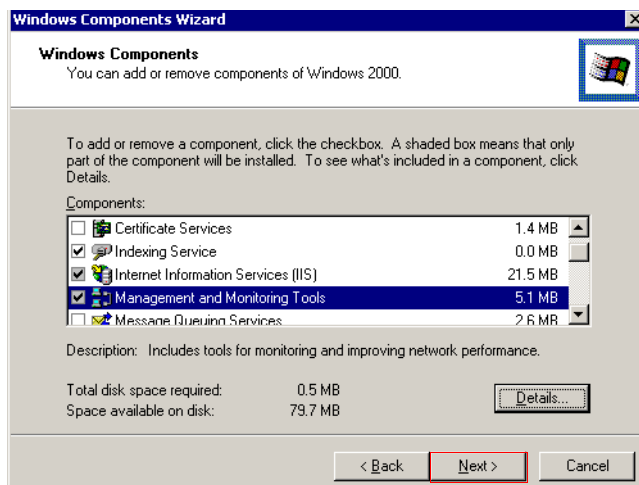 Windows Components Wizard
Windows Components
You can add or remove components of Windows 2000.
To add or remove a component, click the checkbox. A shaded box means that only
part of the component will be installed. To see what's included in a component, click
Details.
Components:
Certificate Services 1.4 MB
Indexing Service 0.0 MB
Internet Information Services (IIS) 21.5 MB
Management and Monitoring Tools 5.1 MB
Message Queuing Services 2.6 MB
Description: Includes tools for monitoring and improving network performance.
Total disk space required: 0.5 MB
Space available on disk: 79.7 MB
Details...
< Back Next > Cancel